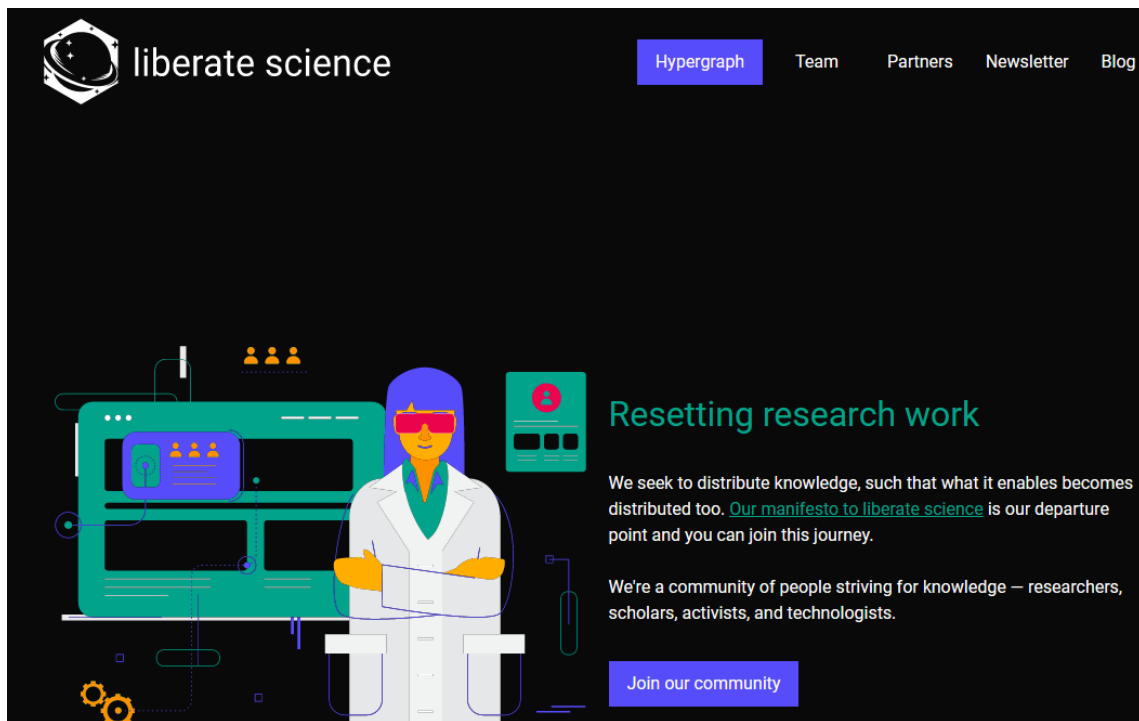 liberate science
Hypergraph
Team
Partners
Newsletter
Blog
Resetting research work
We seek to distribute knowledge, such that what it enables becomes
distributed too. Our manifesto to liberate science is our departure
point and you can join this journey.
We're a community of people striving for knowledge — researchers,
scholars, activists, and technologists.
Join our community